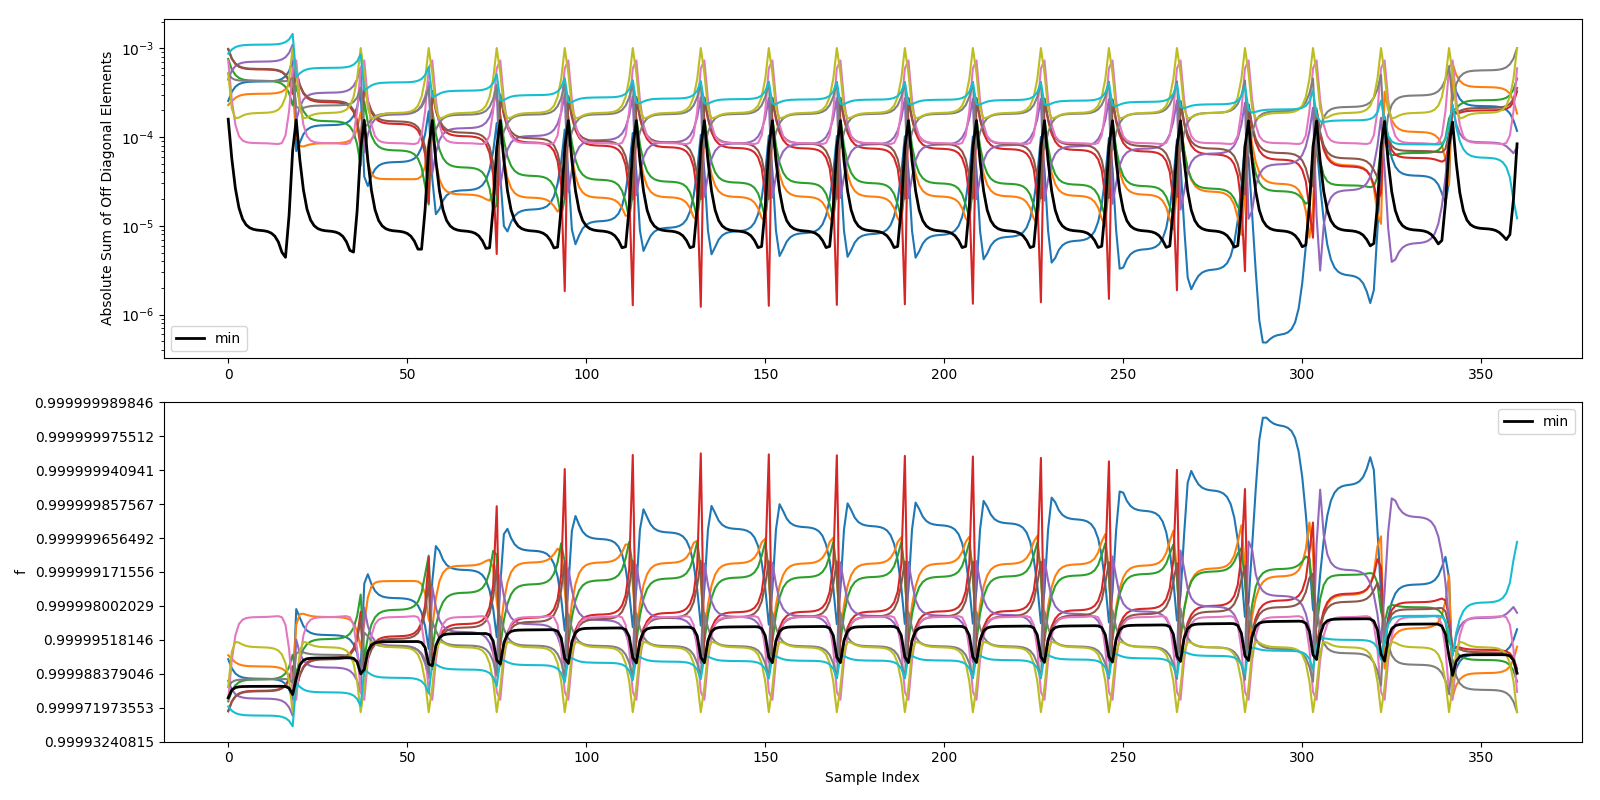 Absolute Sum of Off Diagonal Elements
10⁻³
10⁻⁴
10⁻⁵
10⁻⁶
min
0 50 100 150 200 250 300 350
f
0.999999989846
0.999999975512
0.999999940941
0.999999857567
0.999999656492
0.999999171556
0.999998002029
0.99999518146
0.999988379046
0.999971973553
0.99993240815
min
0 50 100 150 200 250 300 350
Sample Index